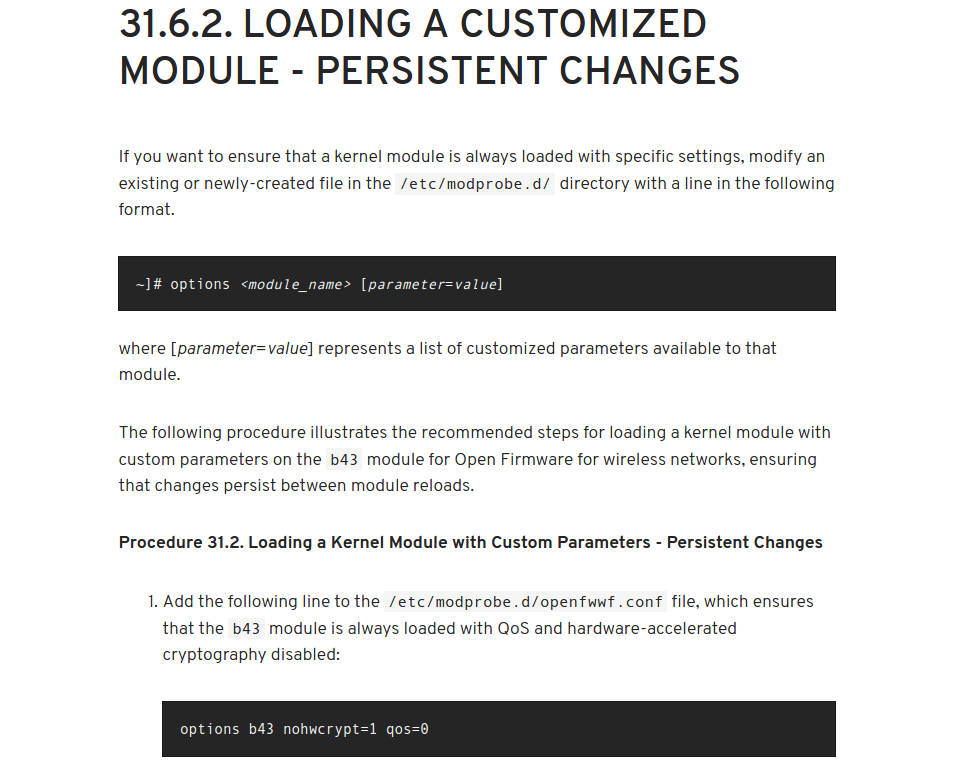 31.6.2. LOADING A CUSTOMIZED
MODULE - PERSISTENT CHANGES
If you want to ensure that a kernel module is always loaded with specific settings, modify an
existing or newly-created file in the /etc/modprobe.d/ directory with a line in the following
format.
~]# options <module_name> [parameter=value]
where [parameter=value] represents a list of customized parameters available to that
module.
The following procedure illustrates the recommended steps for loading a kernel module with
custom parameters on the b43 module for Open Firmware for wireless networks, ensuring
that changes persist between module reloads.
Procedure 31.2. Loading a Kernel Module with Custom Parameters - Persistent Changes
1. Add the following line to the /etc/modprobe.d/openfwwf.conf file, which ensures
that the b43 module is always loaded with QoS and hardware-accelerated
cryptography disabled:
options b43 nohwcrypt=1 qos=0